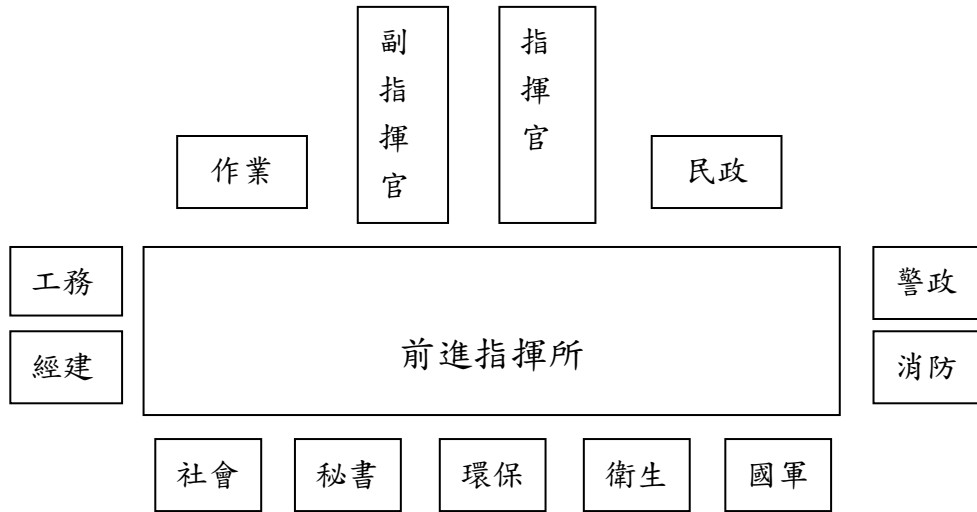 副指揮官
指揮官
作業
民政
工務
警政
經建
前進指揮所
消防
社會
秘書
環保
衛生
國軍